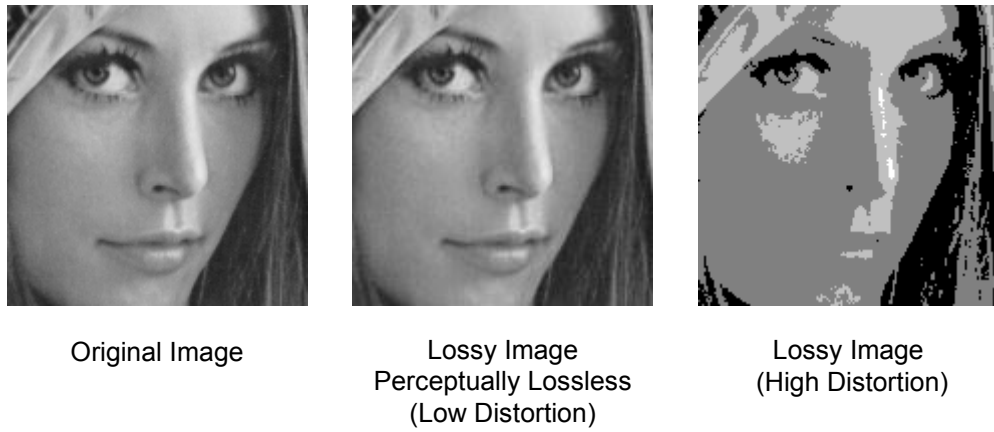 Original Image
Lossy Image
Perceptually Lossless
(Low Distortion)
Lossy Image
(High Distortion)